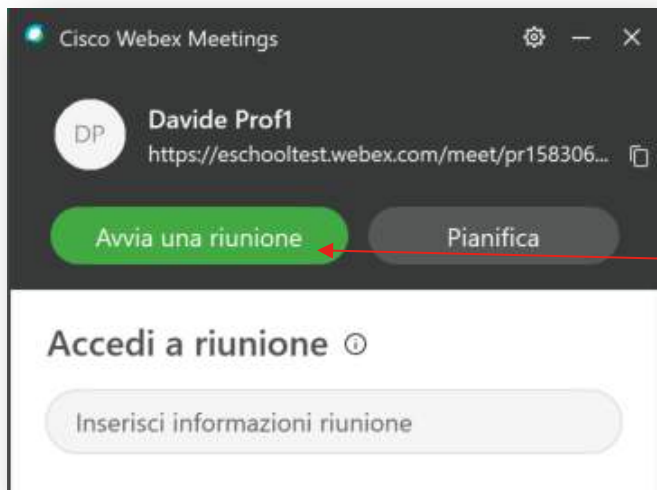 Cisco Webex Meetings
DP
Davide Prof1
https://eschooltest.webex.com/meet/pr158306...
Avvia una riunione
Pianifica
Accedi a riunione
Inserisci informazioni riunione